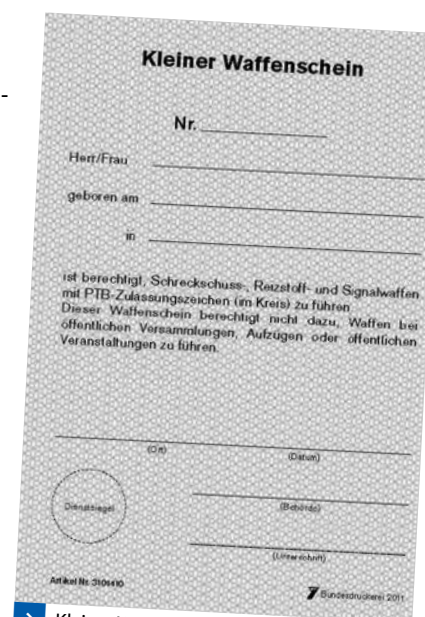 -
Kleiner Waffenschein
Nr.
Herr/Frau
geboren am
in
ist berechtigt, Schreckschuss-, Reizstoff- und Signalwaffen
mit PTB-Zulassungszeichen (im Kreis) zu führen
Dieser Waffenschein berechtigt nicht dazu, Waffen bei
öffentlichen Versammlungen, Aufzügen oder öffentlichen
Veranstaltungen zu führen.
(Ort) (Datum)
Dienstsiegel
(Behörde)
(Unterschrift)
Artikel Nr. 3101410
Bundesdruckerei 2011